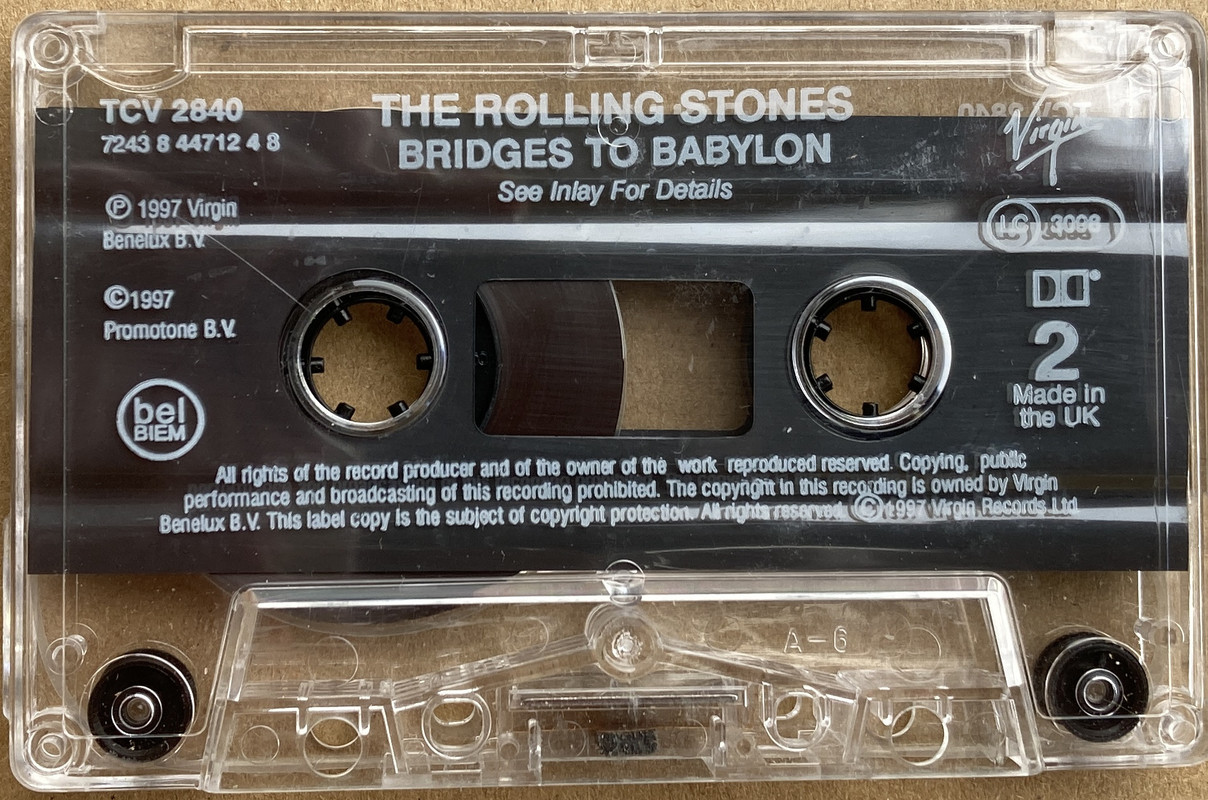 TCV 2840
7243 8 44712 4 8
THE ROLLING STONES
BRIDGES TO BABYLON
See Inlay For Details
Virgin
Ⓟ 1997 Virgin
Benelux B.V.
LC 3098
©1997
Promotone B.V.
2
Made in
the UK
bel
BIEM
All rights of the record producer and of the owner of the work reproduced reserved. Copying, public
performance and broadcasting of this recording prohibited. The copyright in this recording is owned by Virgin
Benelux B.V. This label copy is the subject of copyright protection. All rights reserved. ©1997 Virgin Records Ltd
A-6